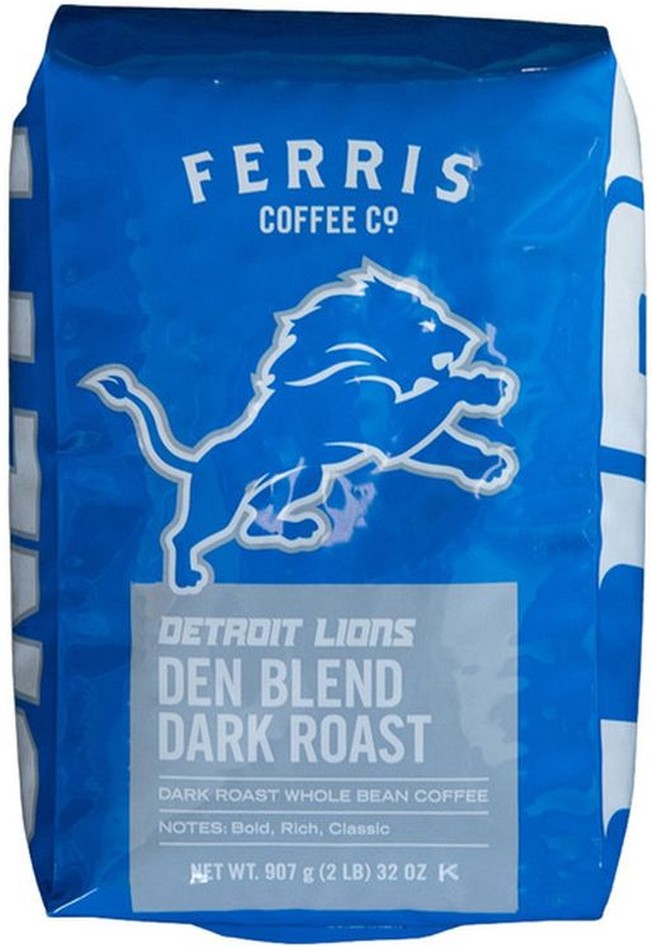 FERRIS
COFFEE Cº
DETROIT LIONS
DEN BLEND
DARK ROAST
DARK ROAST WHOLE BEAN COFFEE
NOTES: Bold, Rich, Classic
NET WT. 907 g (2 LB) 32 OZ K